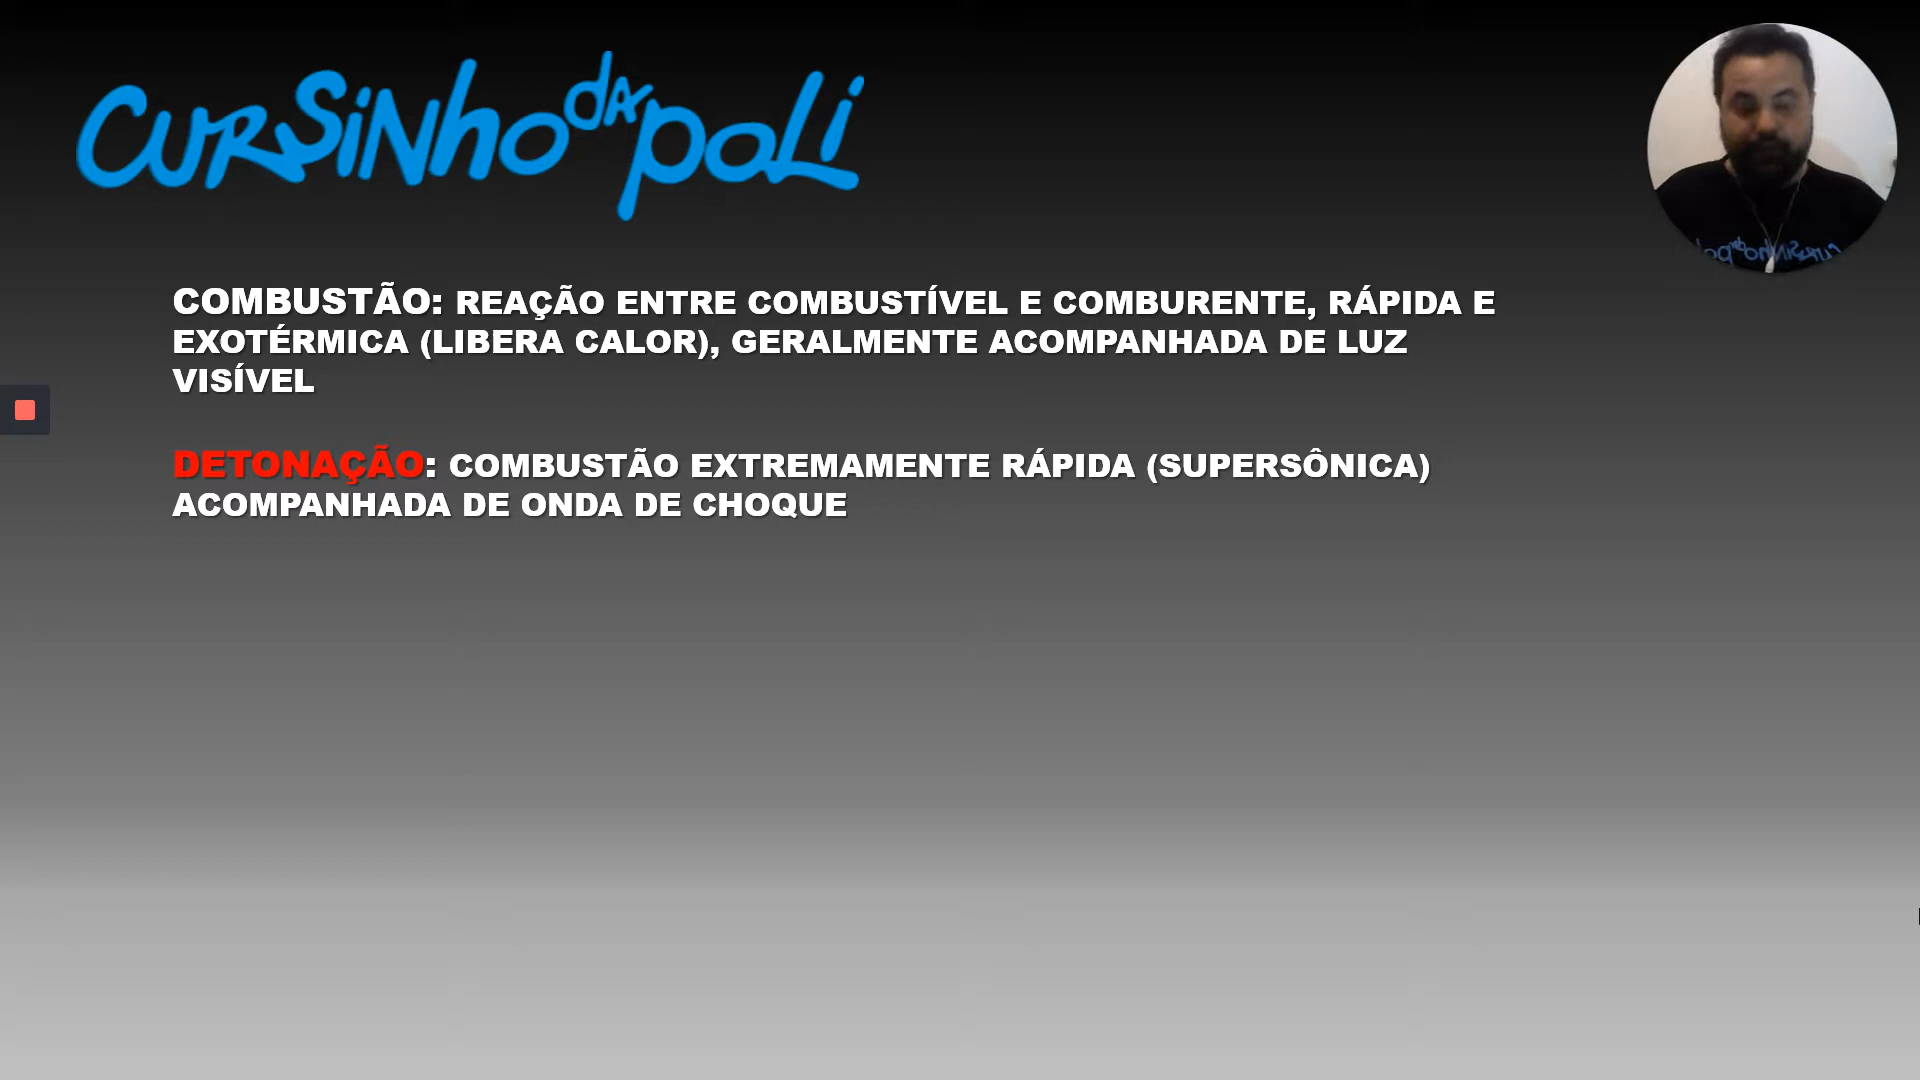 CURSINHO DA POLI
COMBUSTÃO: REAÇÃO ENTRE COMBUSTÍVEL E COMBURENTE, RÁPIDA E
EXOTÉRMICA (LIBERA CALOR), GERALMENTE ACOMPANHADA DE LUZ
VISÍVEL
DETONAÇÃO: COMBUSTÃO EXTREMAMENTE RÁPIDA (SUPERSÔNICA)
ACOMPANHADA DE ONDA DE CHOQUE